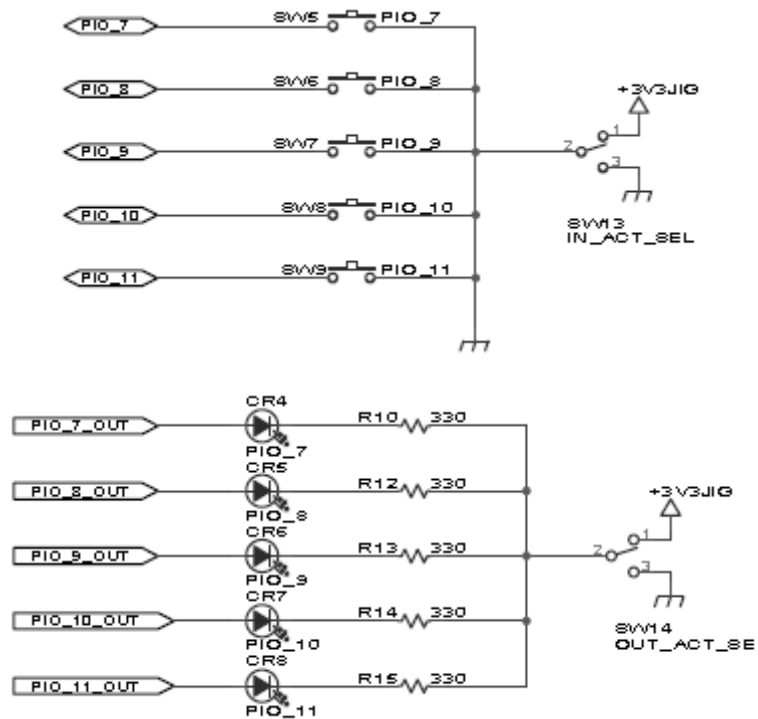 PIO_7 SW5 PIO_7
PIO_8 SW6 PIO_8
+3V3JIG
PIO_9 SW7 PIO_9 2 1 3
PIO_10 SW8 PIO_10
SW13
IN_ACT_SEL
PIO_11 SW9 PIO_11
CR4
PIO_7_OUT R10 330
PIO_7
CR5
PIO_8_OUT R12 330
+3V3JIG
PIO_8
CR6
PIO_9_OUT R13 330 2 1 3
PIO_9
CR7
PIO_10_OUT R14 330
SW14
OUT_ACT_SE
PIO_10
CR8
PIO_11_OUT R15 330
PIO_11